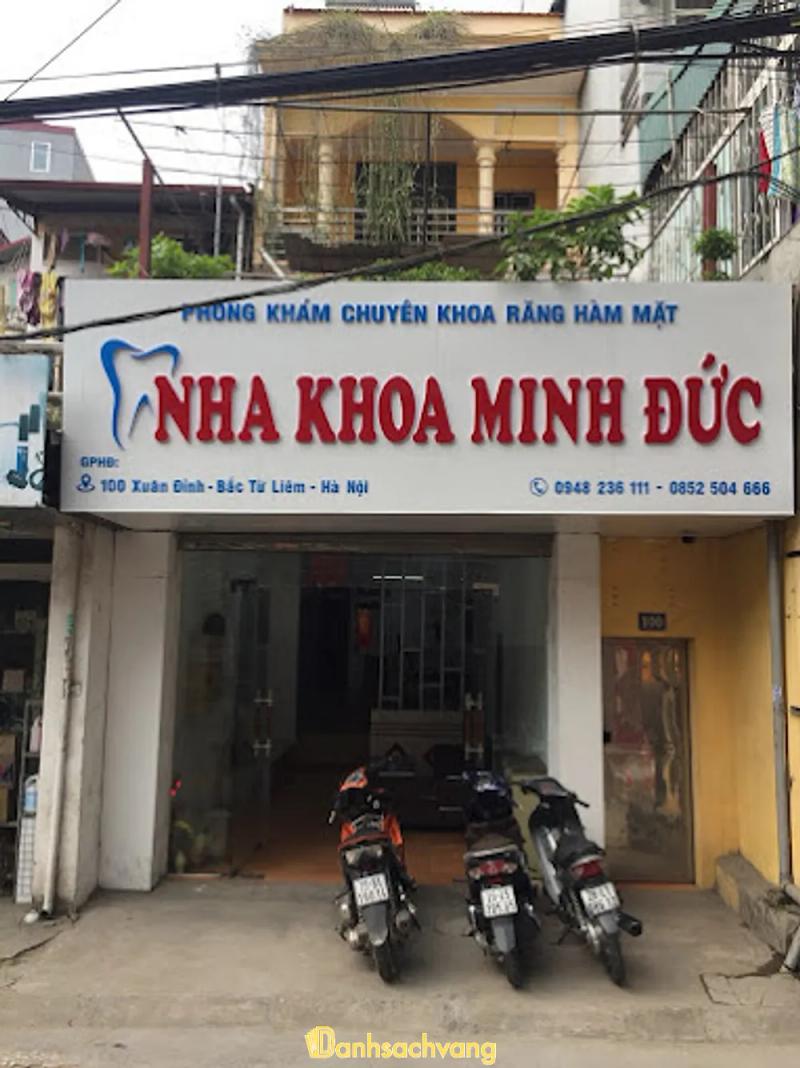 PHÒNG KHÁM CHUYÊN KHOA RĂNG HÀM MẶT
NHA KHOA MINH ĐỨC
GPHĐ:
100 Xuân Đỉnh - Bắc Từ Liêm - Hà Nội
0948 236 111 - 0852 504 666
100
Danhsachvang